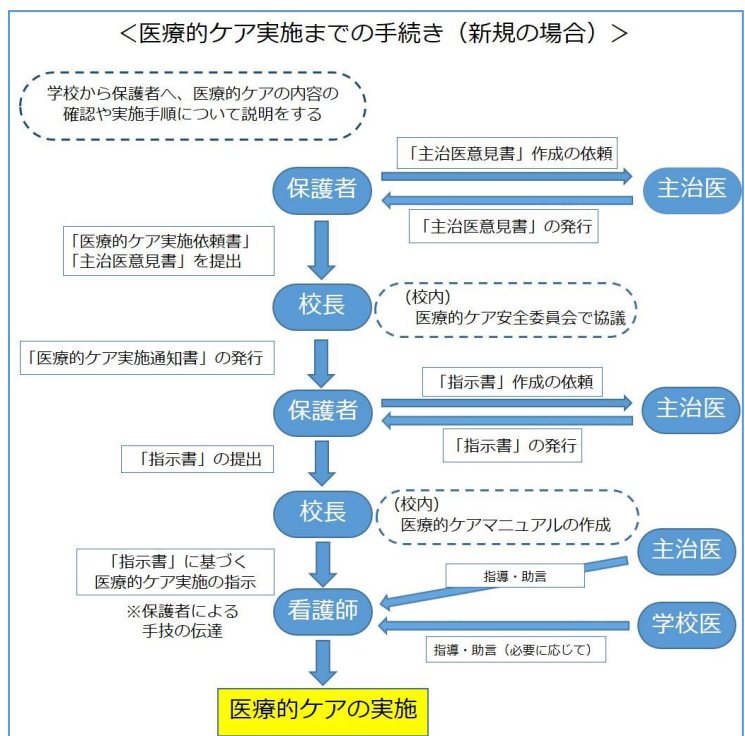 ＜医療的ケア実施までの手続き（新規の場合）＞
学校から保護者へ、医療的ケアの内容の
確認や実施手順について説明をする
「主治医意見書」作成の依頼
保護者
主治医
「主治医意見書」の発行
「医療的ケア実施依頼書」
「主治医意見書」を提出
校長
（校内）
医療的ケア安全委員会で協議
「医療的ケア実施通知書」の発行
「指示書」作成の依頼
保護者
主治医
「指示書」の発行
「指示書」の提出
校長
（校内）
医療的ケアマニュアルの作成
主治医
「指示書」に基づく
医療的ケア実施の指示
指導・助言
※保護者による
手技の伝達
看護師
学校医
指導・助言（必要に応じて）
医療的ケアの実施